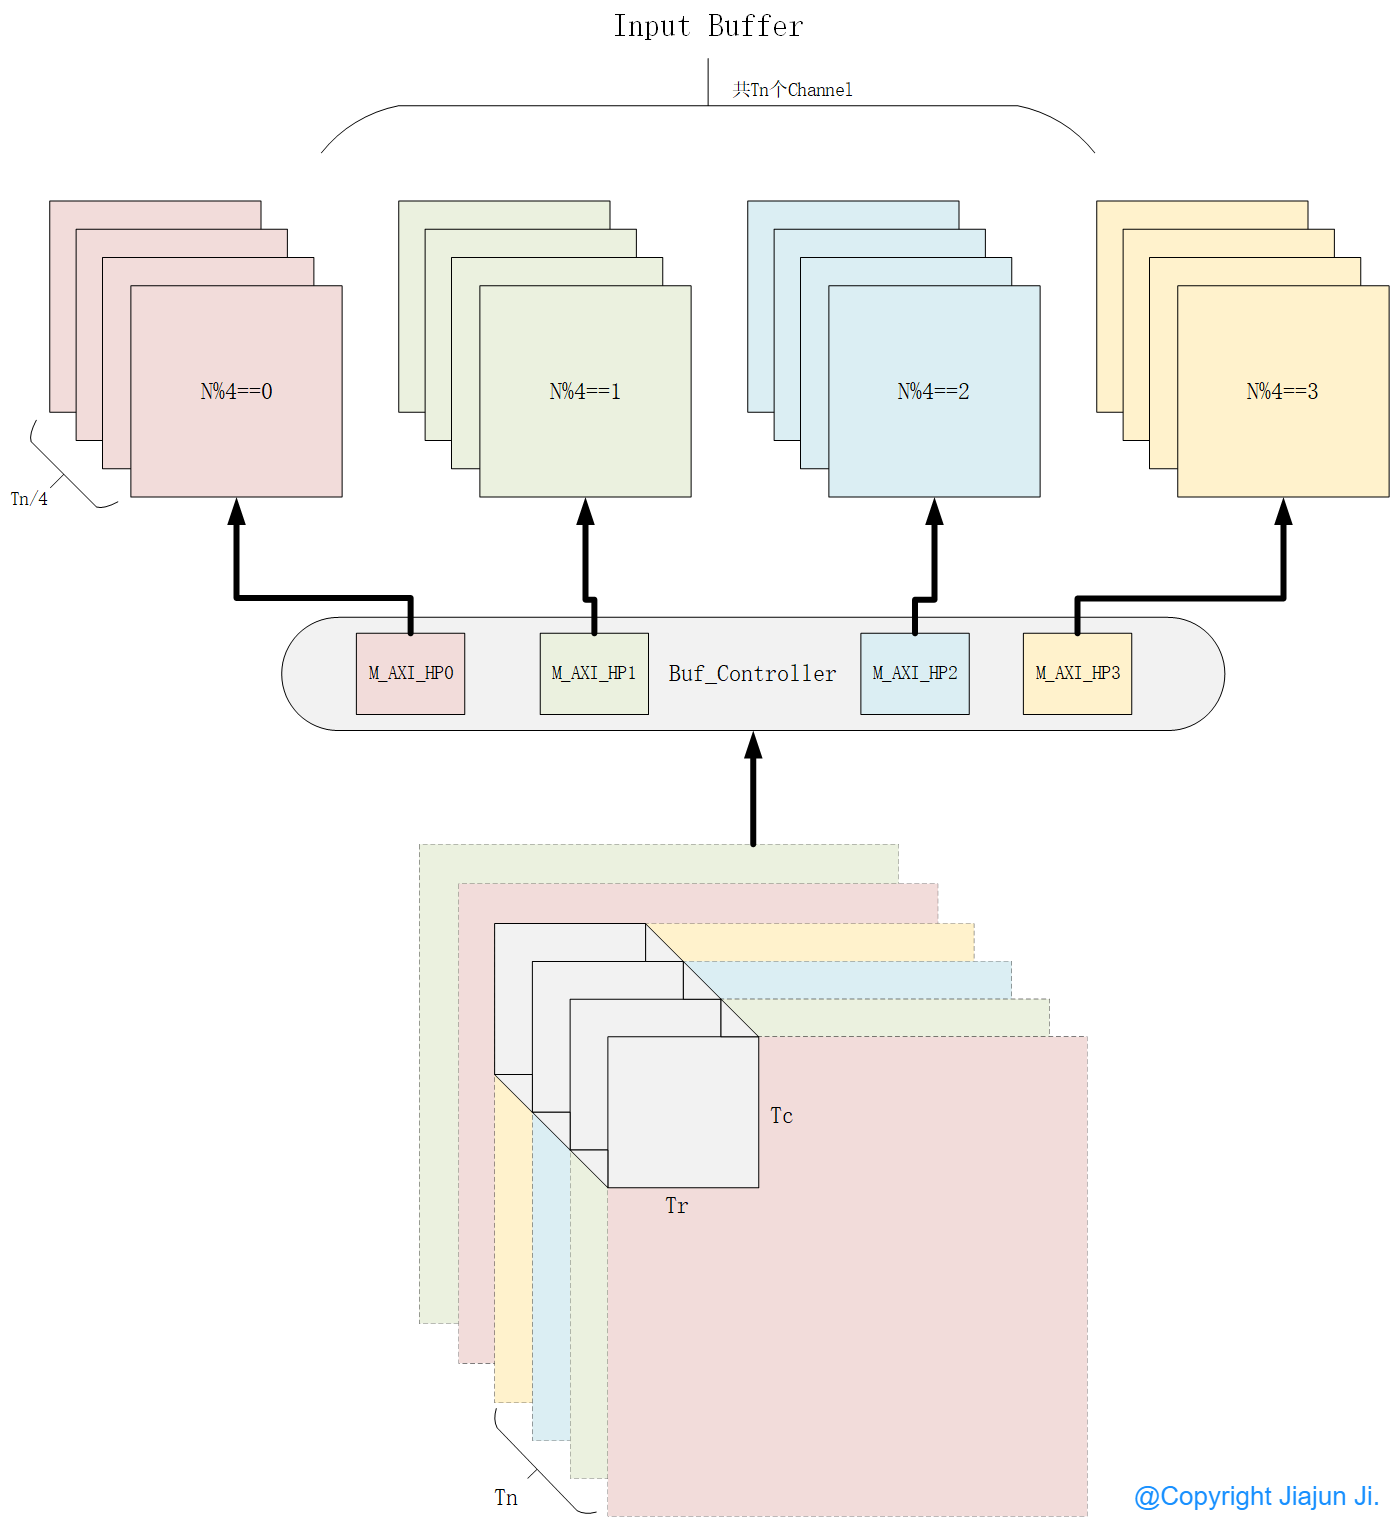 Input Buffer
共Tn个Channel
N%4==0
N%4==1
N%4==2
N%4==3
Tn/4
M_AXI_HP0
M_AXI_HP1
Buf_Controller
M_AXI_HP2
M_AXI_HP3
Tc
Tr
Tn
@Copyright Jiajun Ji.